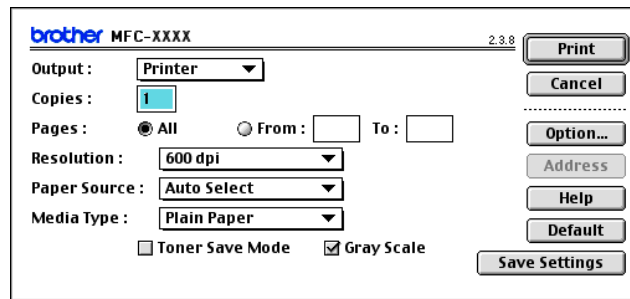 brother MFC-XXXX 2.3.8
Print
Output : Printer
Cancel
Copies : 1
Pages : All From : To :
Option...
Resolution : 600 dpi
Address
Paper Source : Auto Select
Help
Media Type : Plain Paper
Default
Toner Save Mode Gray Scale
Save Settings